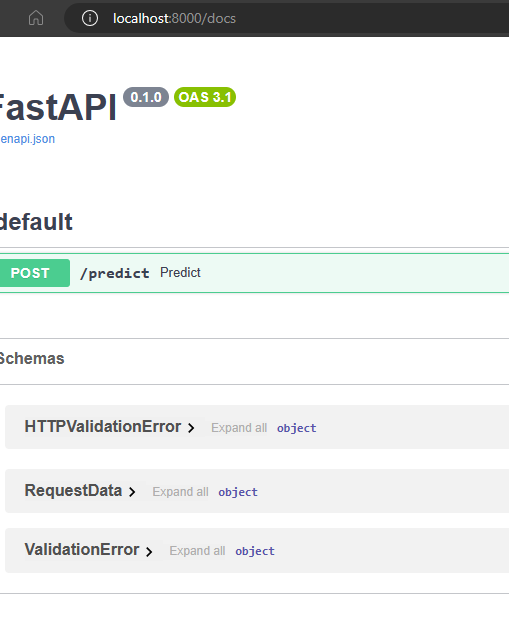 localhost:8000/docs
FastAPI 0.1.0 OAS 3.1
enapi.json
default
POST /predict Predict
Schemas
HTTPValidationError Expand all object
RequestData Expand all object
ValidationError Expand all object